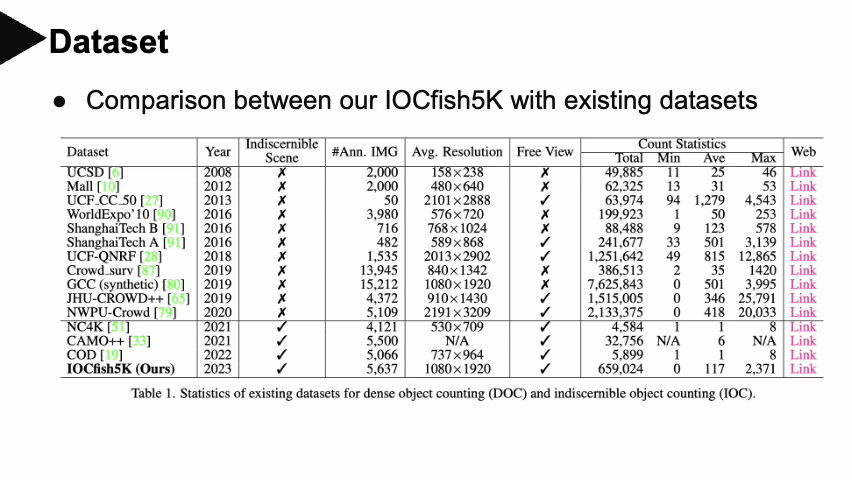 Dataset
● Comparison between our IOCfish5K with existing datasets
Dataset Year Indiscernible Scene #Ann. IMG Avg. Resolution Free View Count Statistics Web
Total Min Ave Max
UCSD [6] 2008 ✗ 2,000 158×238 ✗ 49,885 11 25 46 Link
Mall [10] 2012 ✗ 2,000 480×640 ✗ 62,325 13 31 53 Link
UCF_CC_50 [27] 2013 ✗ 50 2101×2888 ✓ 63,974 94 1,279 4,543 Link
WorldExpo'10 [90] 2016 ✗ 3,980 576×720 ✗ 199,923 1 50 253 Link
ShanghaiTech B [91] 2016 ✗ 716 768×1024 ✗ 88,488 9 123 578 Link
ShanghaiTech A [91] 2016 ✗ 482 589×868 ✓ 241,677 33 501 3,139 Link
UCF-QNRF [28] 2018 ✗ 1,535 2013×2902 ✓ 1,251,642 49 815 12,865 Link
Crowd_surv [87] 2019 ✗ 13,945 840×1342 ✗ 386,513 2 35 1420 Link
GCC (synthetic) [80] 2019 ✗ 15,212 1080×1920 ✗ 7,625,843 0 501 3,995 Link
JHU-CROWD++ [65] 2019 ✗ 4,372 910×1430 ✓ 1,515,005 0 346 25,791 Link
NWPU-Crowd [79] 2020 ✗ 5,109 2191×3209 ✓ 2,133,375 0 418 20,033 Link
NC4K [51] 2021 ✓ 4,121 530×709 ✓ 4,584 1 1 8 Link
CAMO++ [33] 2021 ✓ 5,500 N/A ✓ 32,756 N/A 6 N/A Link
COD [19] 2022 ✓ 5,066 737×964 ✓ 5,899 1 1 8 Link
IOCfish5K (Ours) 2023 ✓ 5,637 1080×1920 ✓ 659,024 0 117 2,371 Link
Table 1. Statistics of existing datasets for dense object counting (DOC) and indiscernible object counting (IOC).